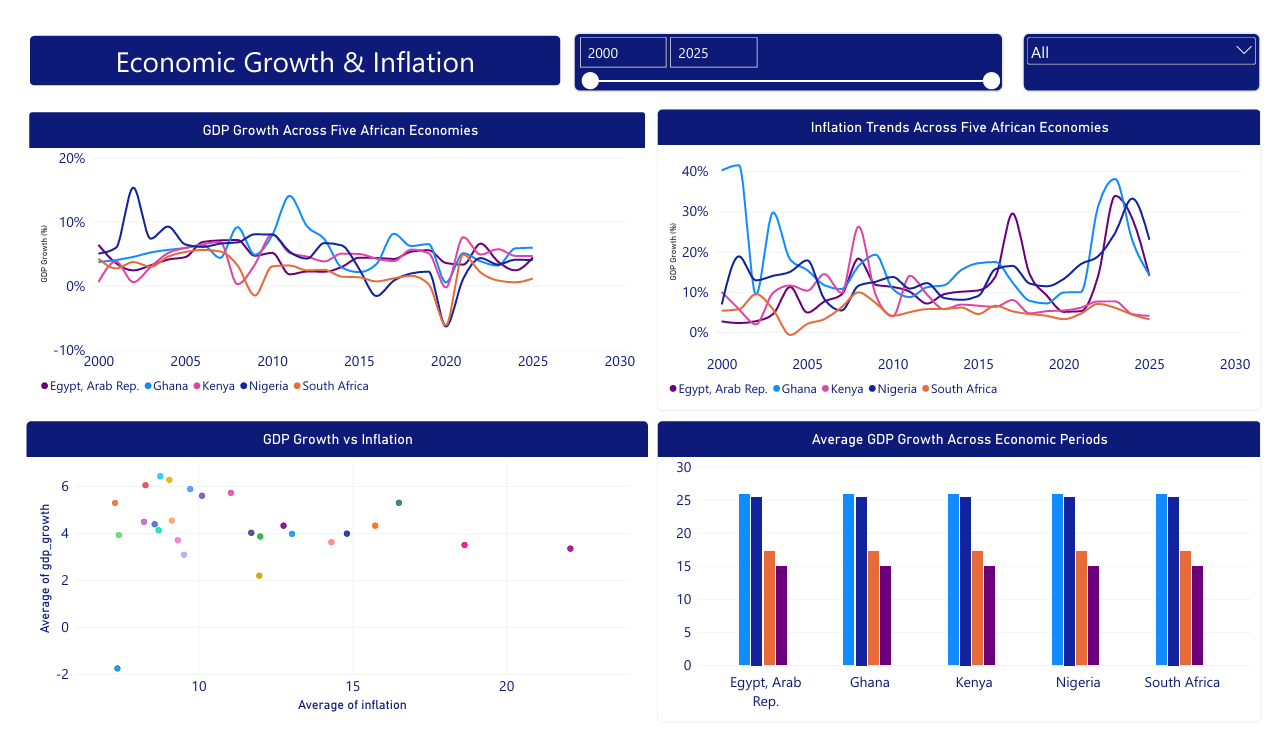 Economic Growth & Inflation
2000
2025
All
GDP Growth Across Five African Economies
20%
10%
0%
-10%
GDP Growth (%)
2000 2005 2010 2015 2020 2025 2030
Egypt, Arab Rep. Ghana Kenya Nigeria South Africa
Inflation Trends Across Five African Economies
40%
30%
20%
10%
0%
GDP Growth (%)
2000 2005 2010 2015 2020 2025 2030
Egypt, Arab Rep. Ghana Kenya Nigeria South Africa
GDP Growth vs Inflation
6
4
2
0
-2
Average of gdp_growth
10 15 20
Average of inflation
Average GDP Growth Across Economic Periods
30
25
20
15
10
5
0
Egypt, Arab Ghana Kenya Nigeria South Africa
Rep.